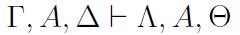 Γ, A, Δ ⊢ Λ, A, Θ